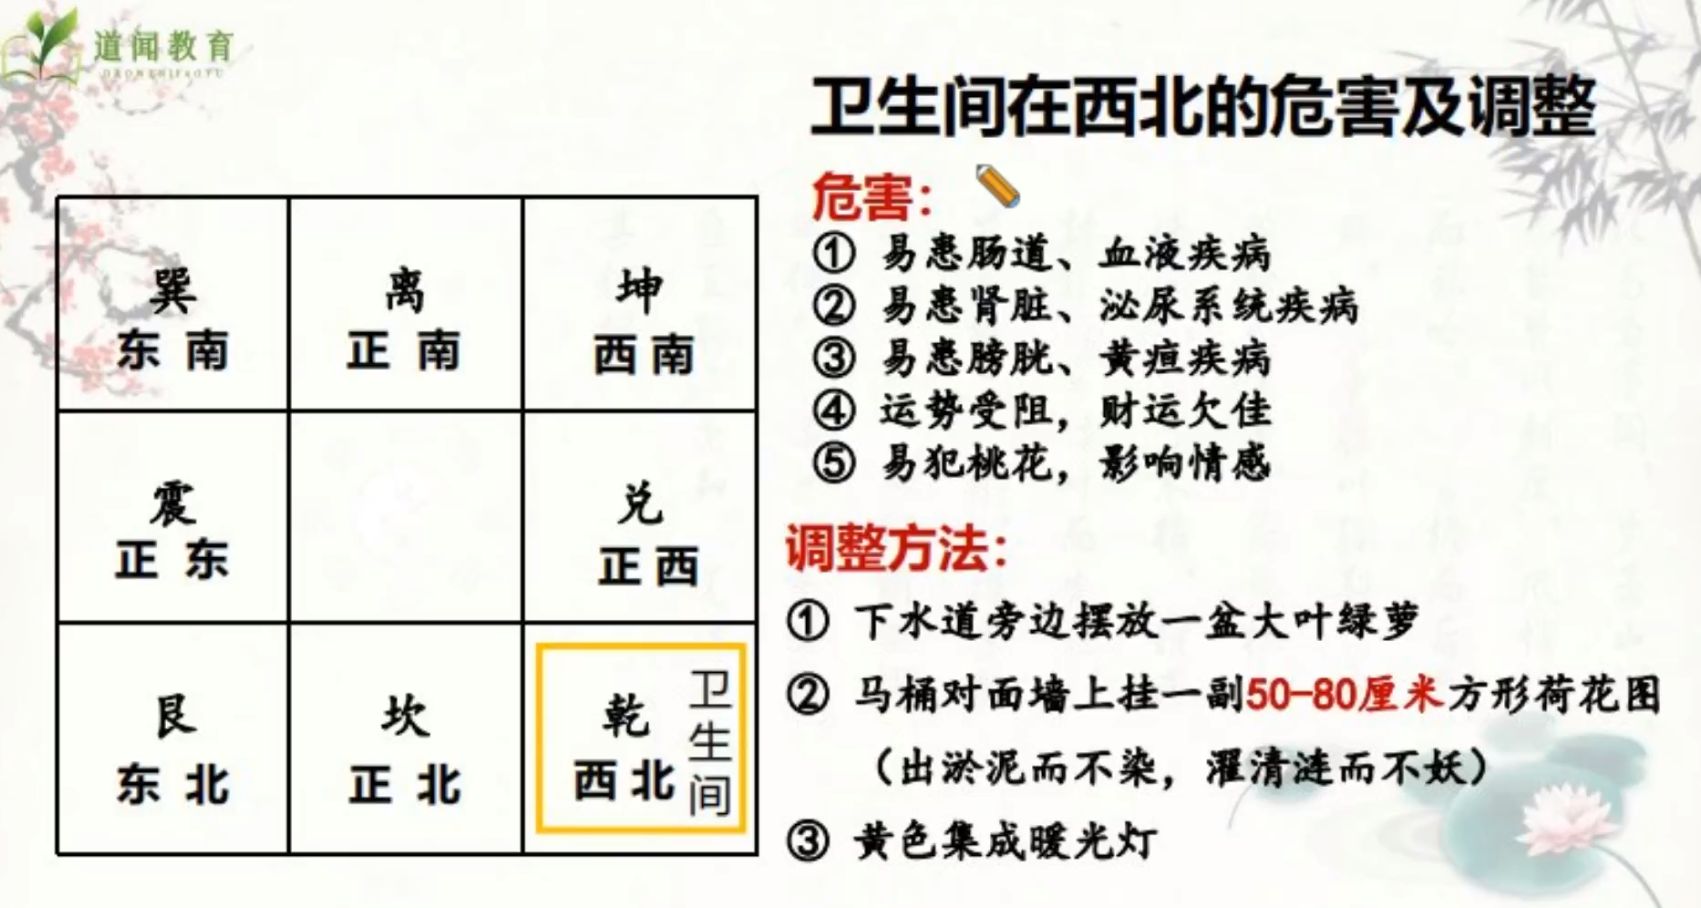 道闻教育
卫生间在西北的危害及调整
危害：
① 易患肠道、血液疾病
② 易患肾脏、泌尿系统疾病
③ 易患膀胱、黄疸疾病
④ 运势受阻，财运欠佳
⑤ 易犯桃花，影响情感
调整方法：
① 下水道旁边摆放一盆大叶绿萝
② 马桶对面墙上挂一副50-80厘米方形荷花图
（出淤泥而不染，濯清涟而不妖）
③ 黄色集成暖光灯
巽
东 南
离
正 南
坤
西 南
震
正 东
兑
正 西
艮
东 北
坎
正 北
乾
西 北
卫生间